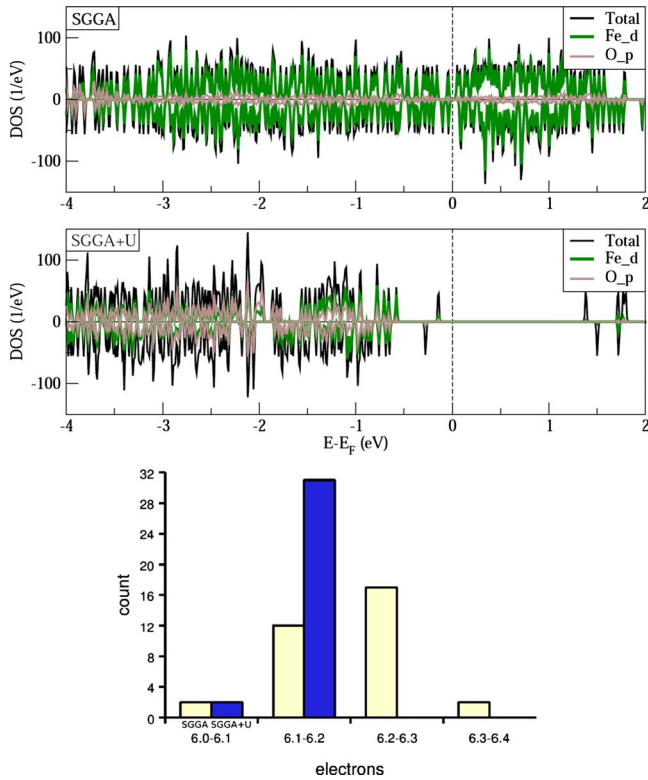 SGGA
Total
Fe_d
O_p
DOS (1/eV)
100
0
-100
-4 -3 -2 -1 0 1 2
SGGA+U
Total
Fe_d
O_p
DOS (1/eV)
100
0
-100
-4 -3 -2 -1 0 1 2
E-E_F (eV)
count
32
28
24
20
16
12
8
4
0
SGGA SGGA+U
6.0-6.1 6.1-6.2 6.2-6.3 6.3-6.4
electrons